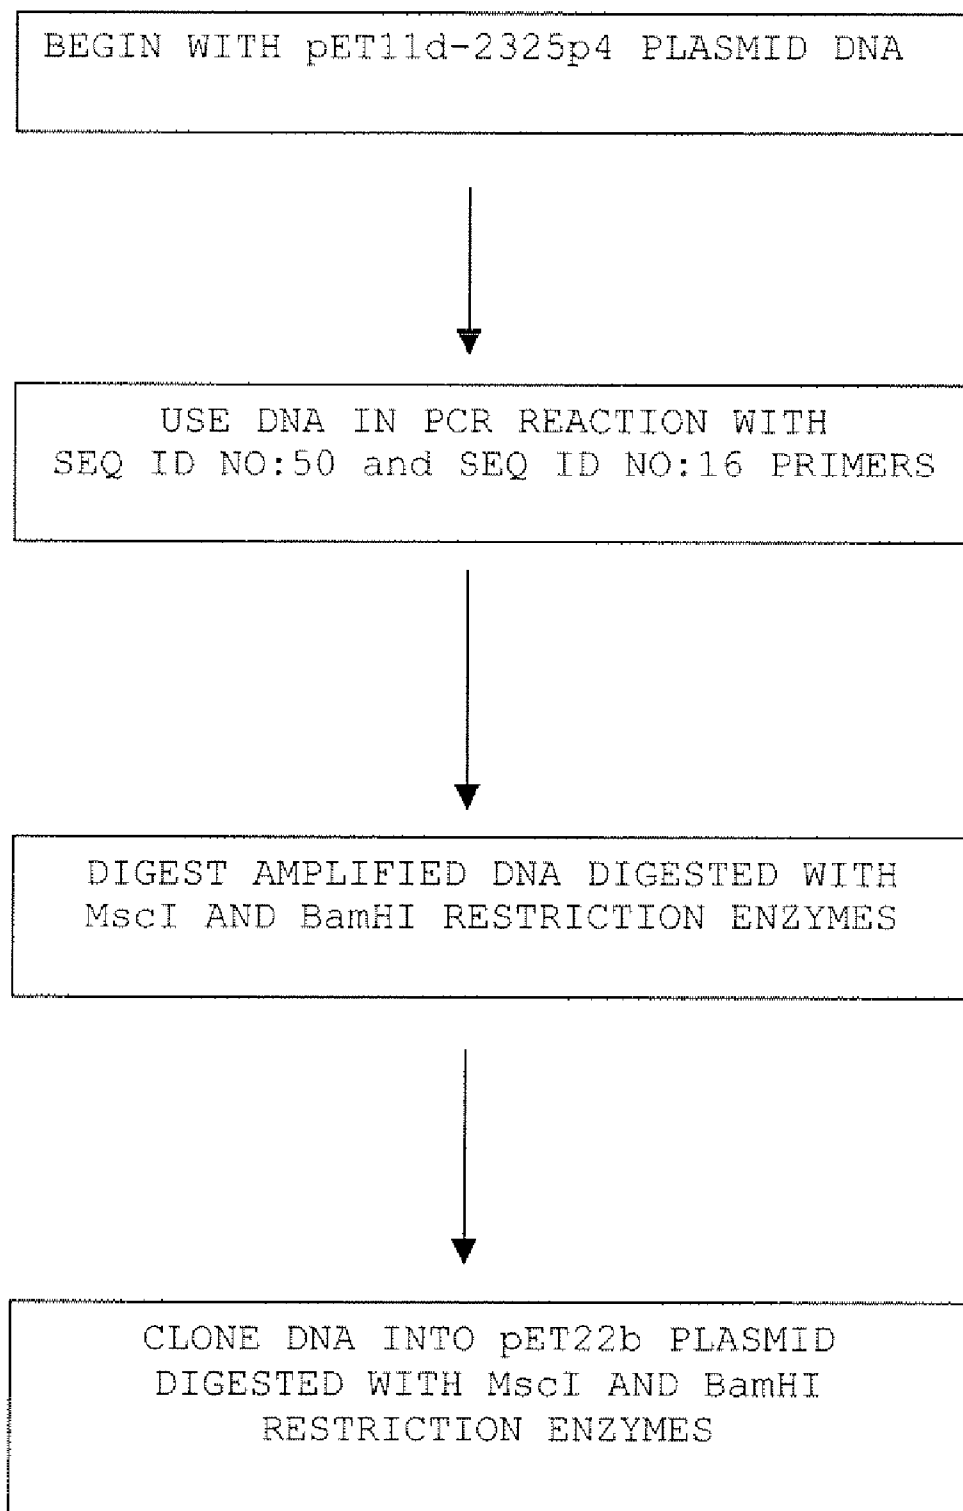 BEGIN WITH pET11d-2325p4 PLASMID DNA
USE DNA IN PCR REACTION WITH
SEQ ID NO:50 and SEQ ID NO:16 PRIMERS
DIGEST AMPLIFIED DNA DIGESTED WITH
MscI AND BamHI RESTRICTION ENZYMES
CLONE DNA INTO pET22b PLASMID
DIGESTED WITH MscI AND BamHI
RESTRICTION ENZYMES